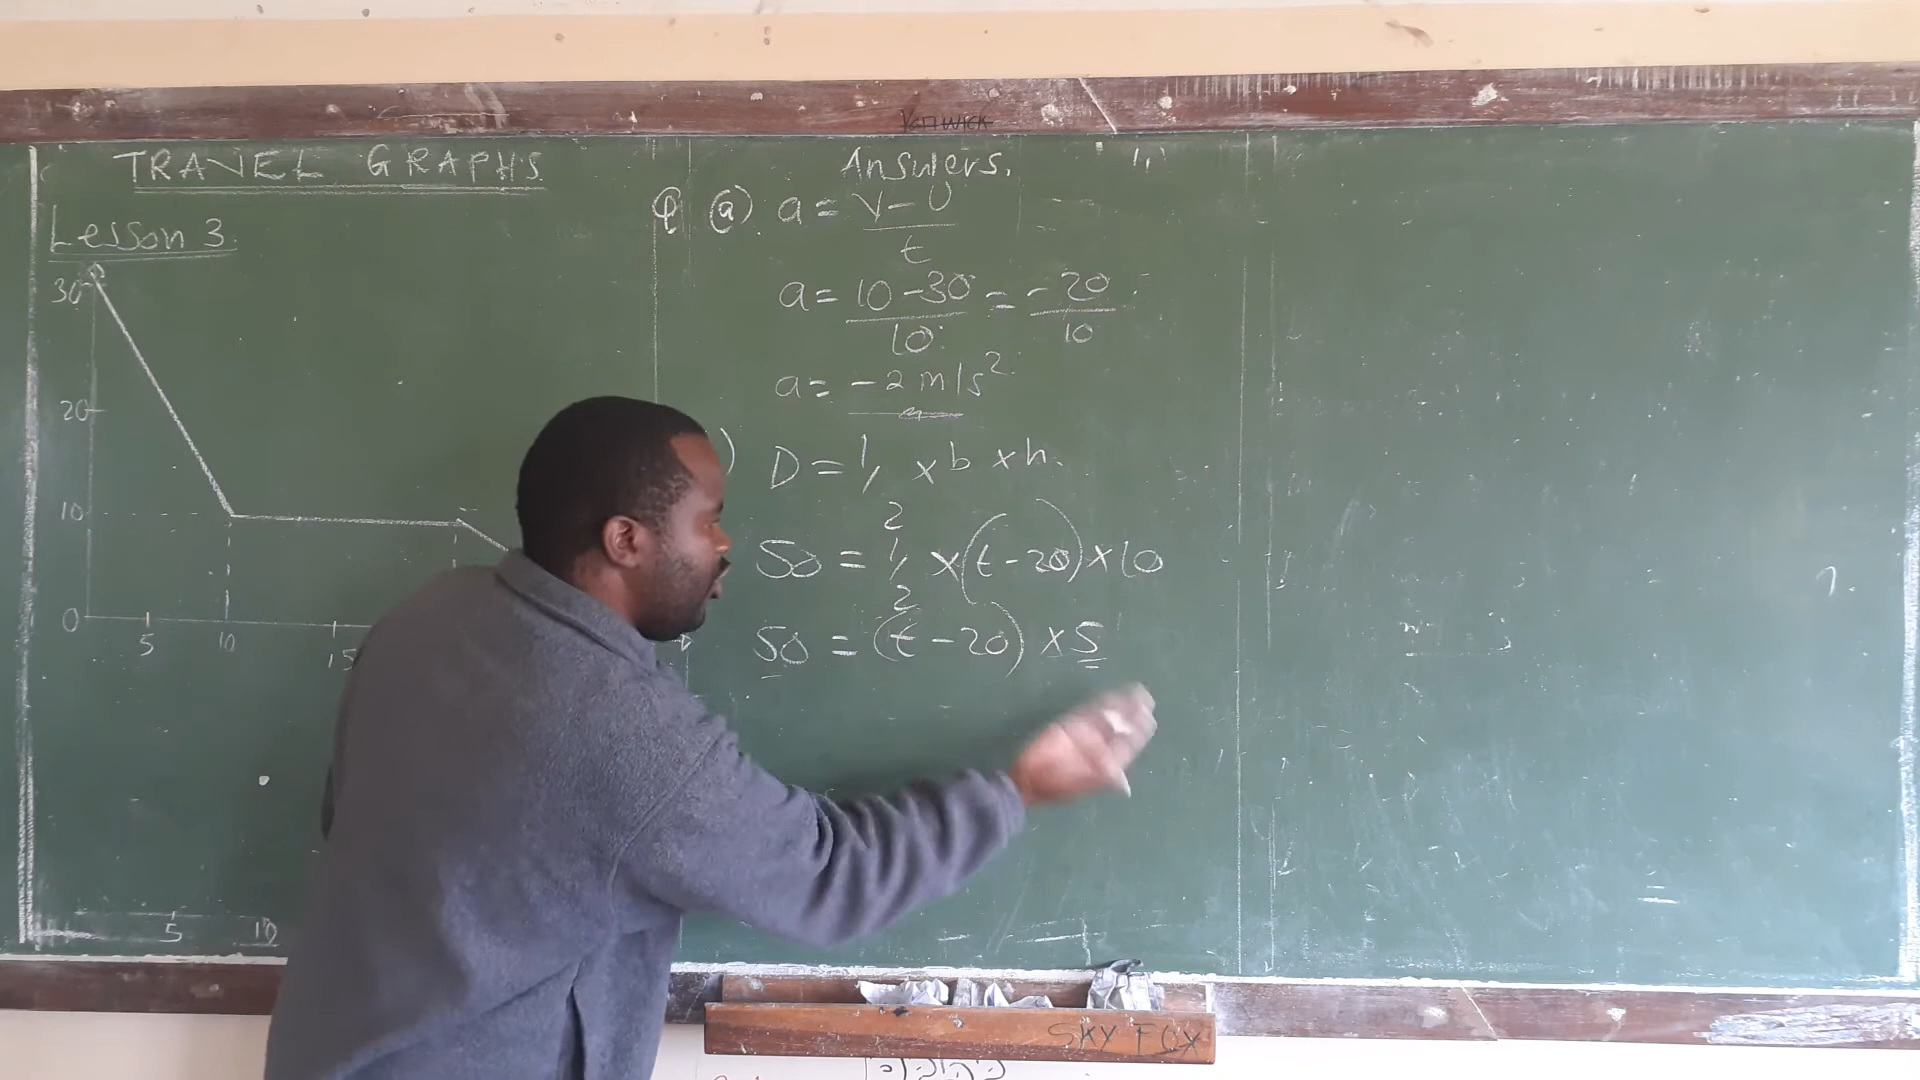 VANWICK
TRAVEL GRAPHS
Lesson 3
30
20
10
0
5 10 15
5 10
Answers.
Q (a) a = V - U / t
a = 10 - 30 / 10 = -20 / 10
a = -2 m/s²
) D = 1/2 × b × h.
50 = 1/2 × (t - 20) × 10
50 = (t - 20) × 5
SKY FOX